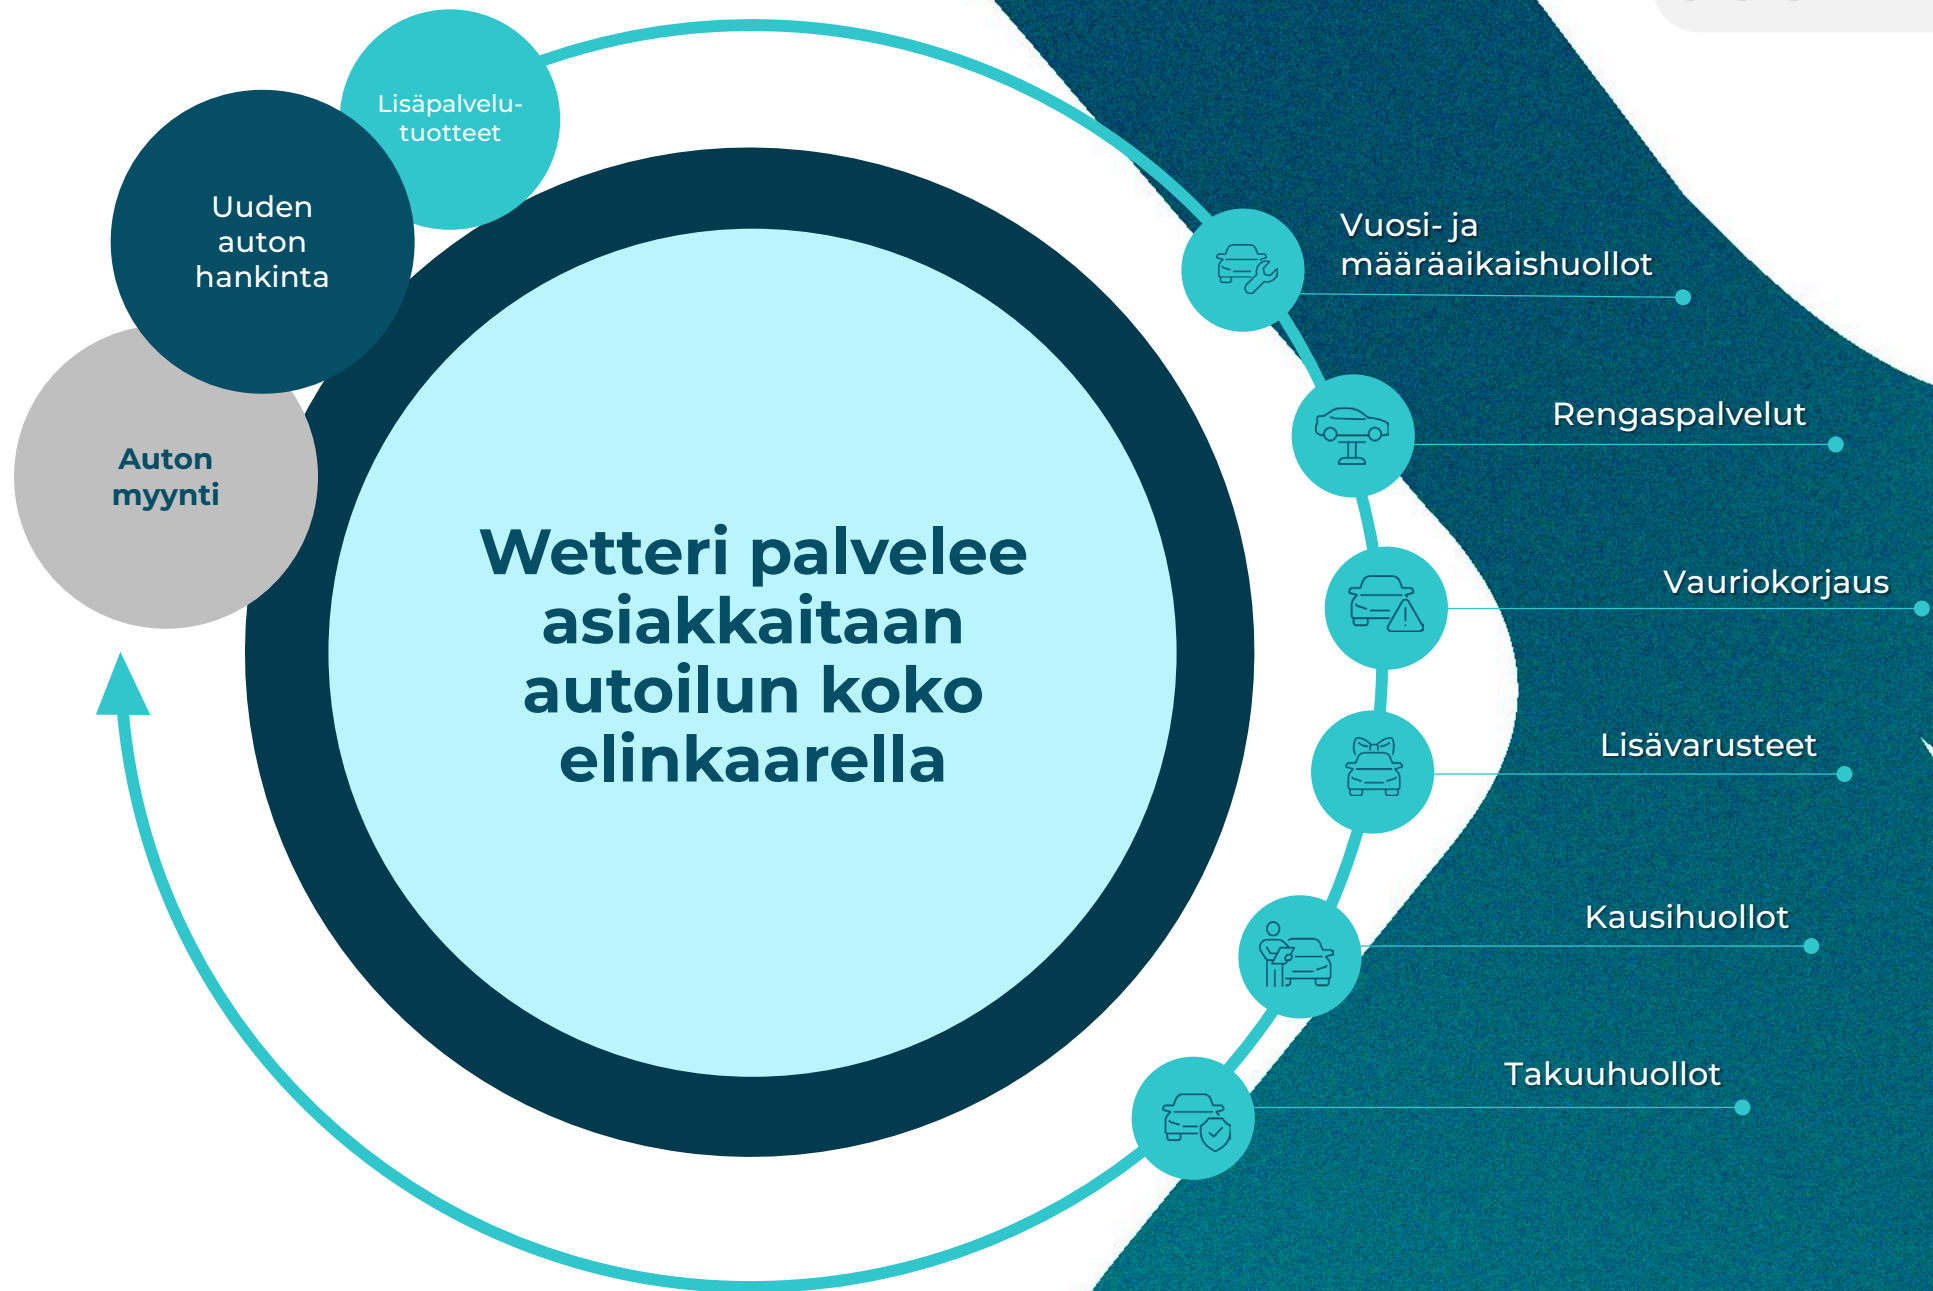 Lisäpalvelu-
tuotteet
Uuden
auton
hankinta
Auton
myynti
Wetteri palvelee
asiakkaitaan
autoilun koko
elinkaarella
Vuosi- ja
määräaikaishuollot
Rengaspalvelut
Vauriokorjaus
Lisävarusteet
Kausihuollot
Takuuhuollot